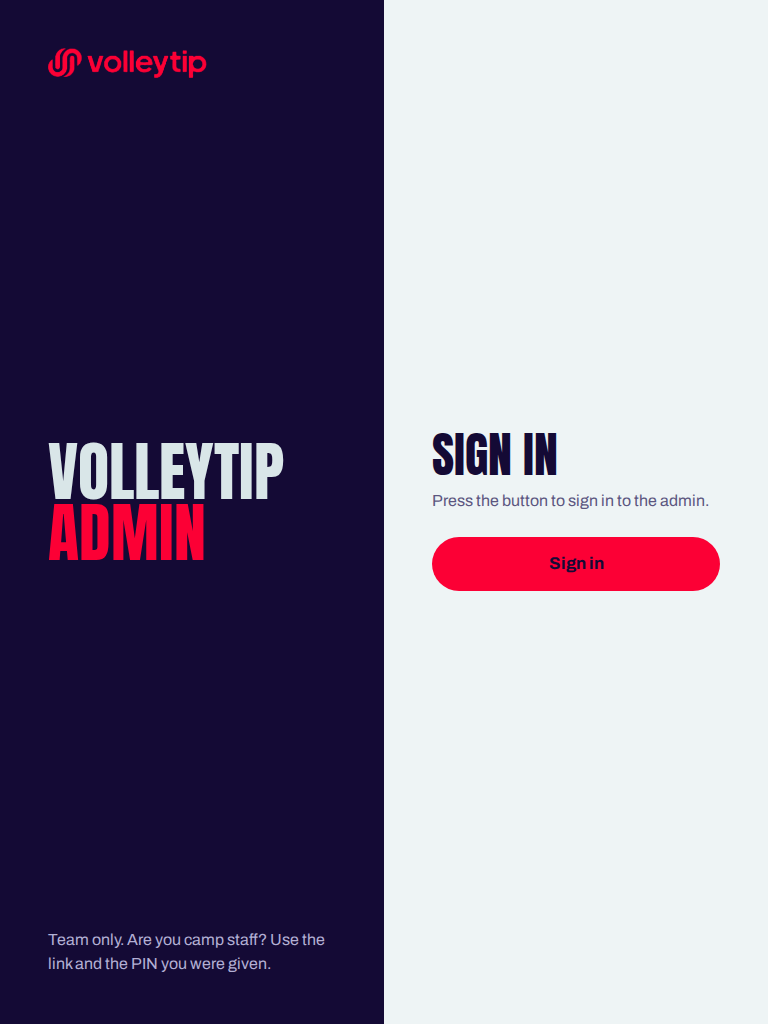 volleytip
VOLLEYTIP
ADMIN
Team only. Are you camp staff? Use the
link and the PIN you were given.
SIGN IN
Press the button to sign in to the admin.
Sign in